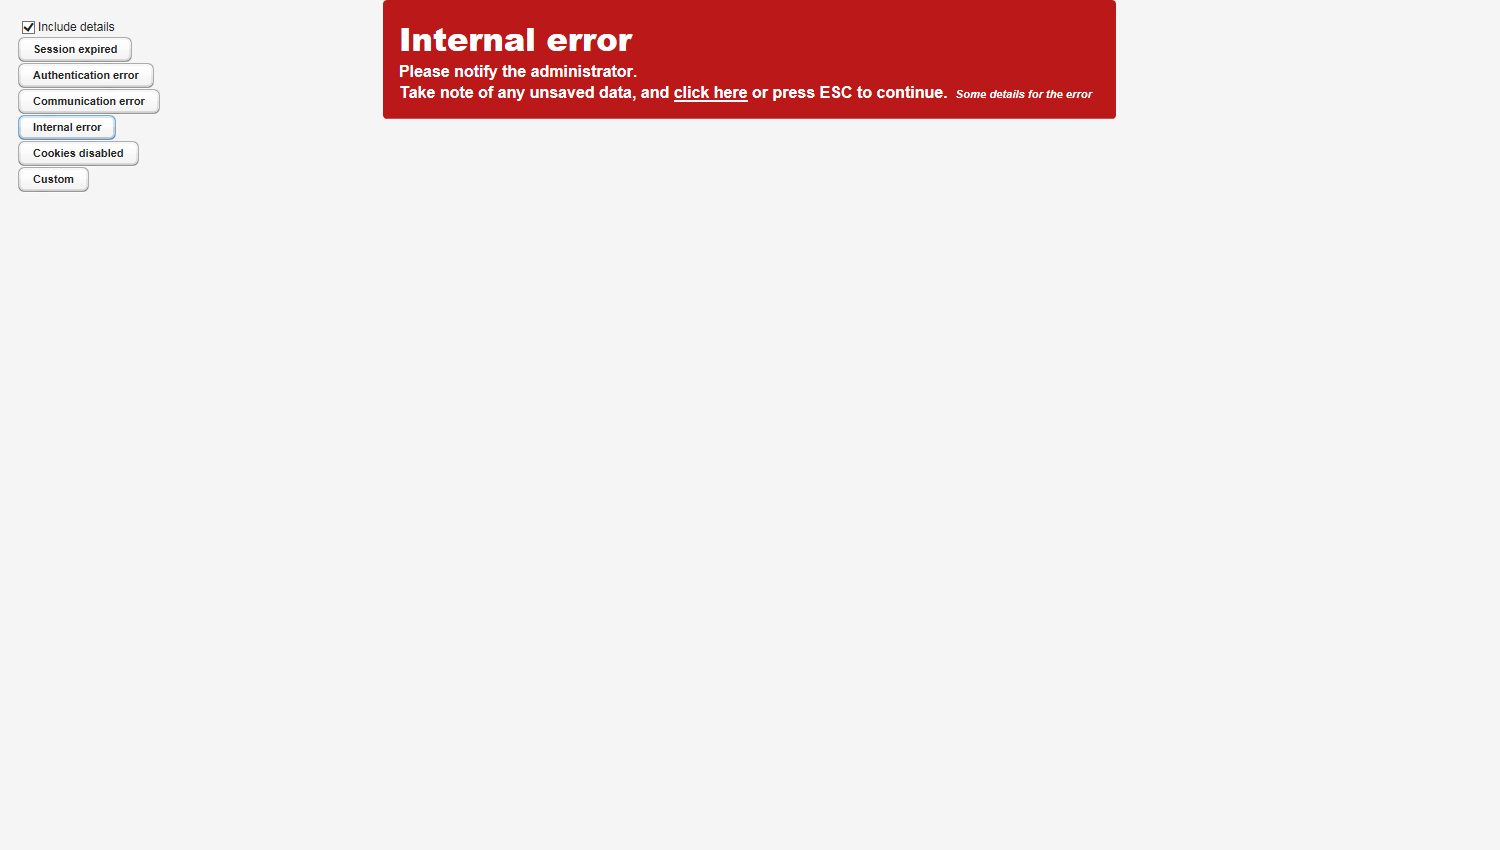 Include details
Session expired
Authentication error
Communication error
Internal error
Cookies disabled
Custom
Internal error
Please notify the administrator.
Take note of any unsaved data, and click here or press ESC to continue. Some details for the error